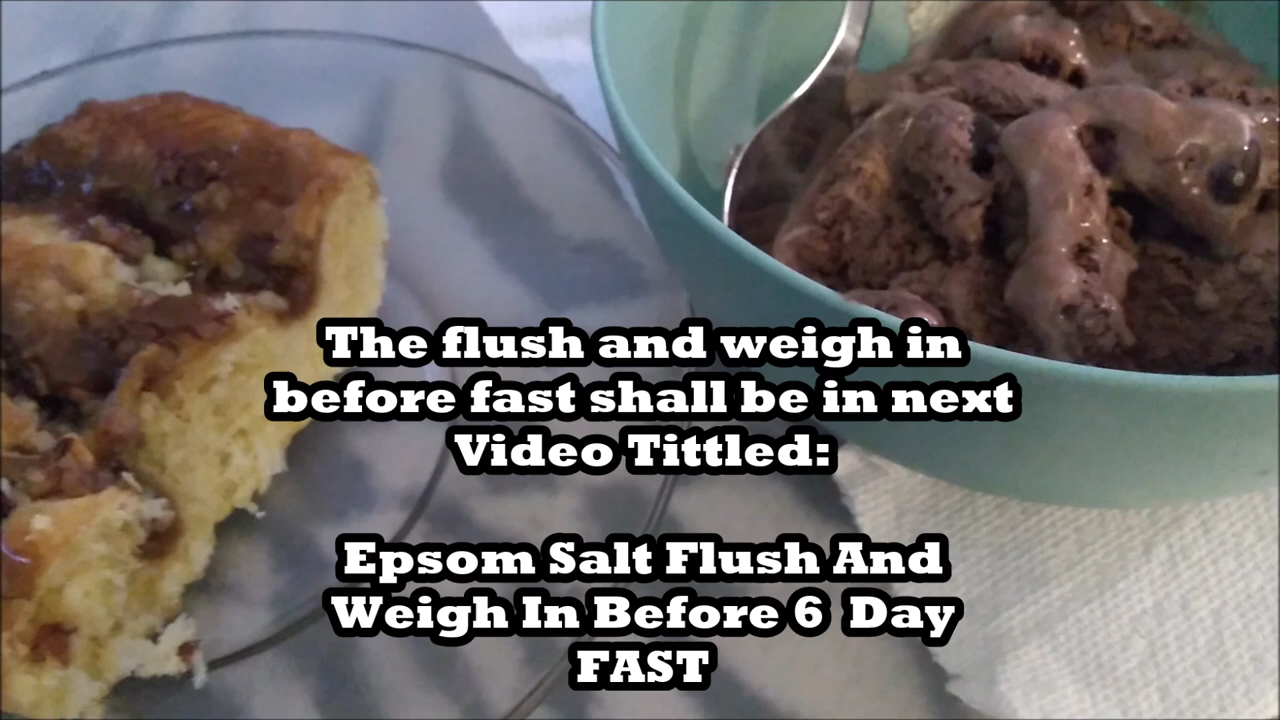 The flush and weigh in
before fast shall be in next
Video Tittled:
Epsom Salt Flush And
Weigh In Before 6 Day
FAST